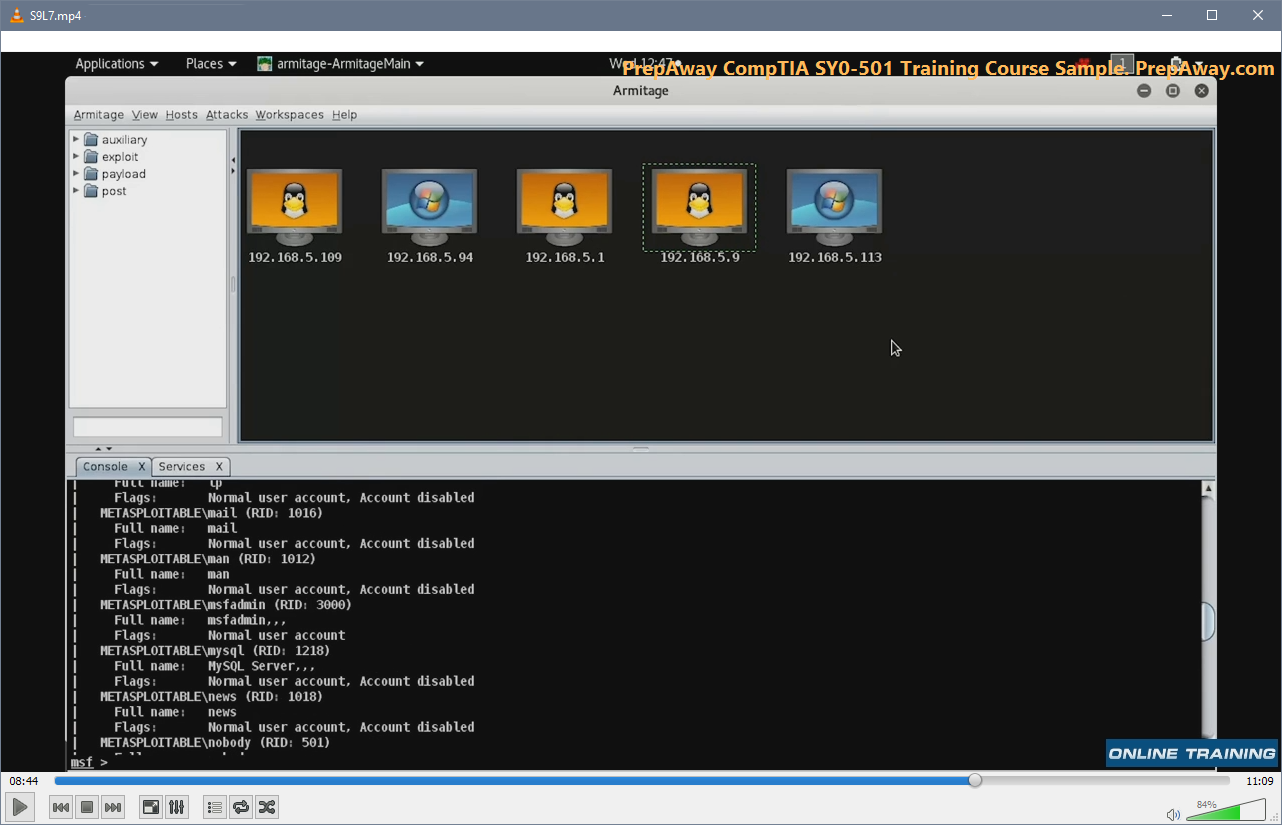 S9L7.mp4
Applications Places armitage-ArmitageMain Wed 12:47
PrepAway CompTIA SY0-501 Training Course Sample. PrepAway.com
1
Armitage
Armitage View Hosts Attacks Workspaces Help
auxiliary
exploit
payload
post
192.168.5.109
192.168.5.94
192.168.5.1
192.168.5.9
192.168.5.113
Console X Services X
| Full name: lp
| Flags: Normal user account, Account disabled
| METASPLOITABLE\mail (RID: 1016)
| Full name: mail
| Flags: Normal user account, Account disabled
| METASPLOITABLE\man (RID: 1012)
| Full name: man
| Flags: Normal user account, Account disabled
| METASPLOITABLE\msfadmin (RID: 3000)
| Full name: msfadmin,,,
| Flags: Normal user account
| METASPLOITABLE\mysql (RID: 1218)
| Full name: MySQL Server,,,
| Flags: Normal user account, Account disabled
| METASPLOITABLE\news (RID: 1018)
| Full name: news
| Flags: Normal user account, Account disabled
| METASPLOITABLE\nobody (RID: 501)
msf >
ONLINE TRAINING
08:44
11:09
84%